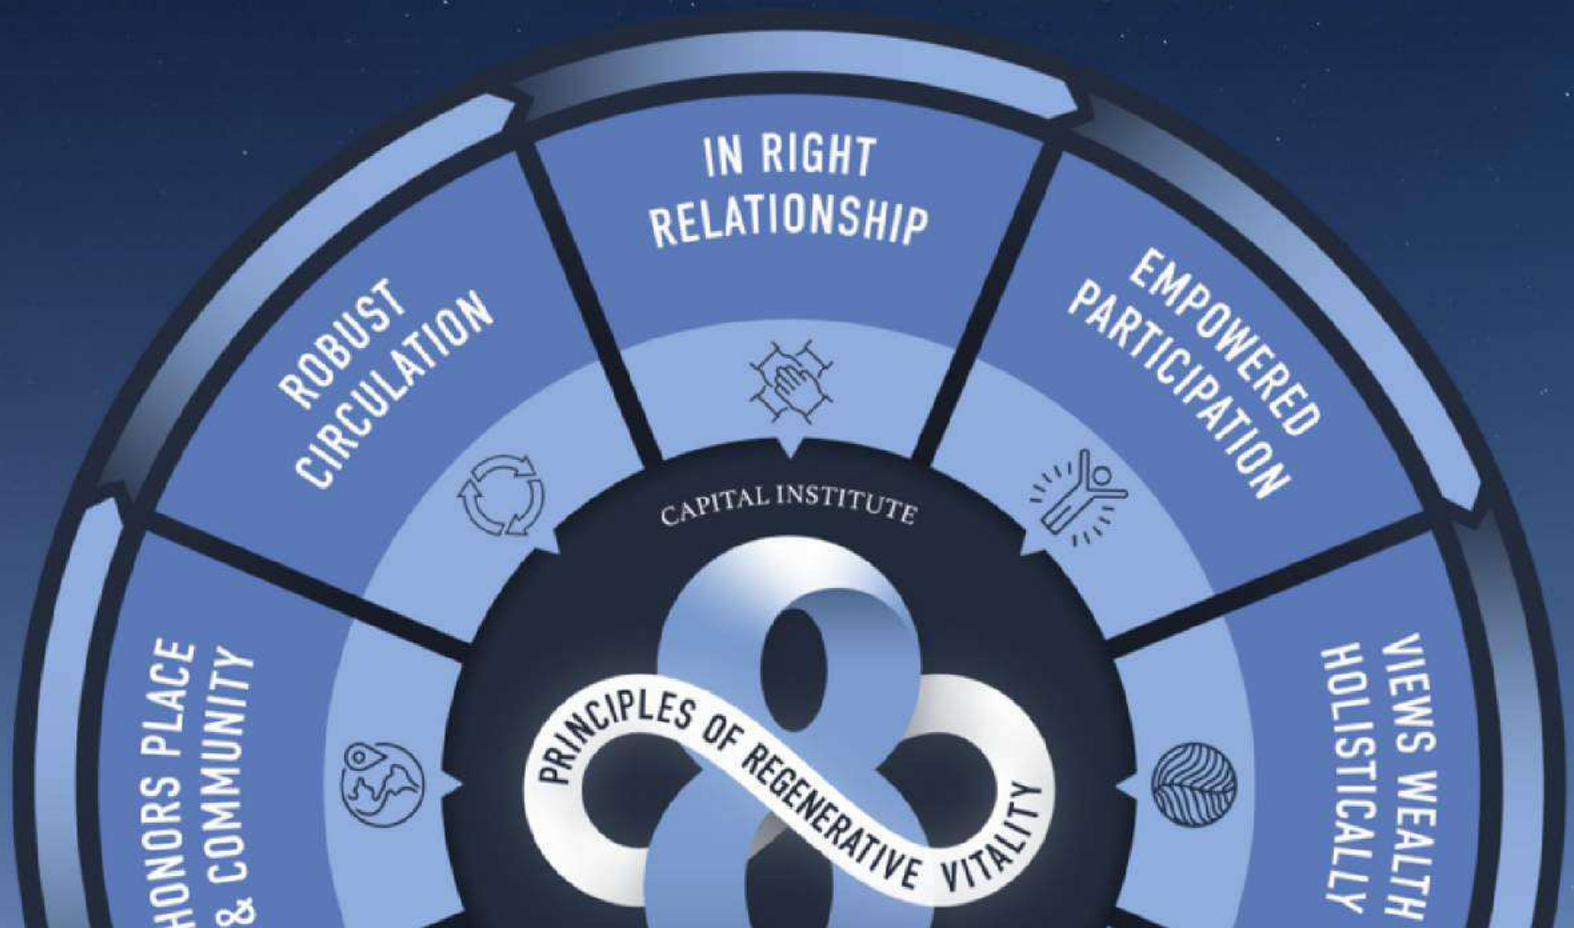 IN RIGHT
RELATIONSHIP
EMPOWERED
PARTICIPATION
VIEWS WEALTH
HOLISTICALLY
HONORS PLACE
& COMMUNITY
ROBUST
CIRCULATION
CAPITAL INSTITUTE
8
PRINCIPLES OF REGENERATIVE VITALITY